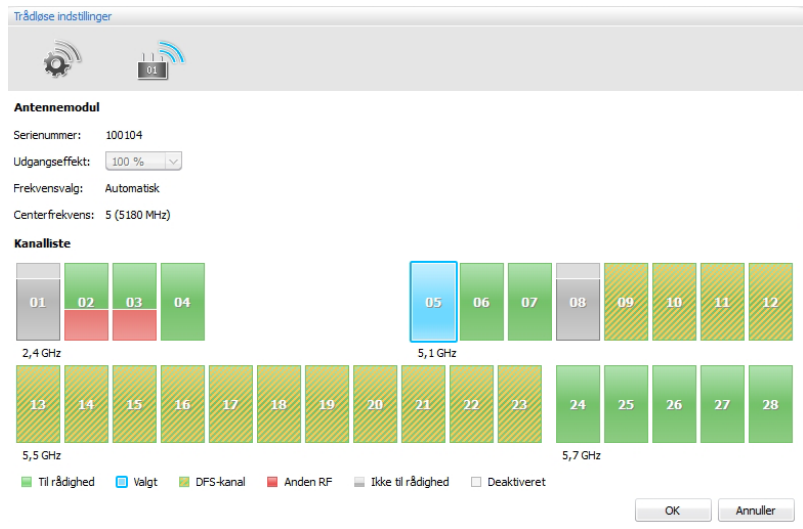 Trådløse indstillinger
01
Antennemodul
Serienummer: 100104
Udgangseffekt: 100 %
Frekvensvalg: Automatisk
Centerfrekvens: 5 (5180 MHz)
Kanalliste
01 02 03 04 05 06 07 08 09 10 11 12
2,4 GHz 5,1 GHz
13 14 15 16 17 18 19 20 21 22 23 24 25 26 27 28
5,5 GHz 5,7 GHz
Til rådighed Valgt DFS-kanal Anden RF Ikke til rådighed Deaktiveret
OK Annuller